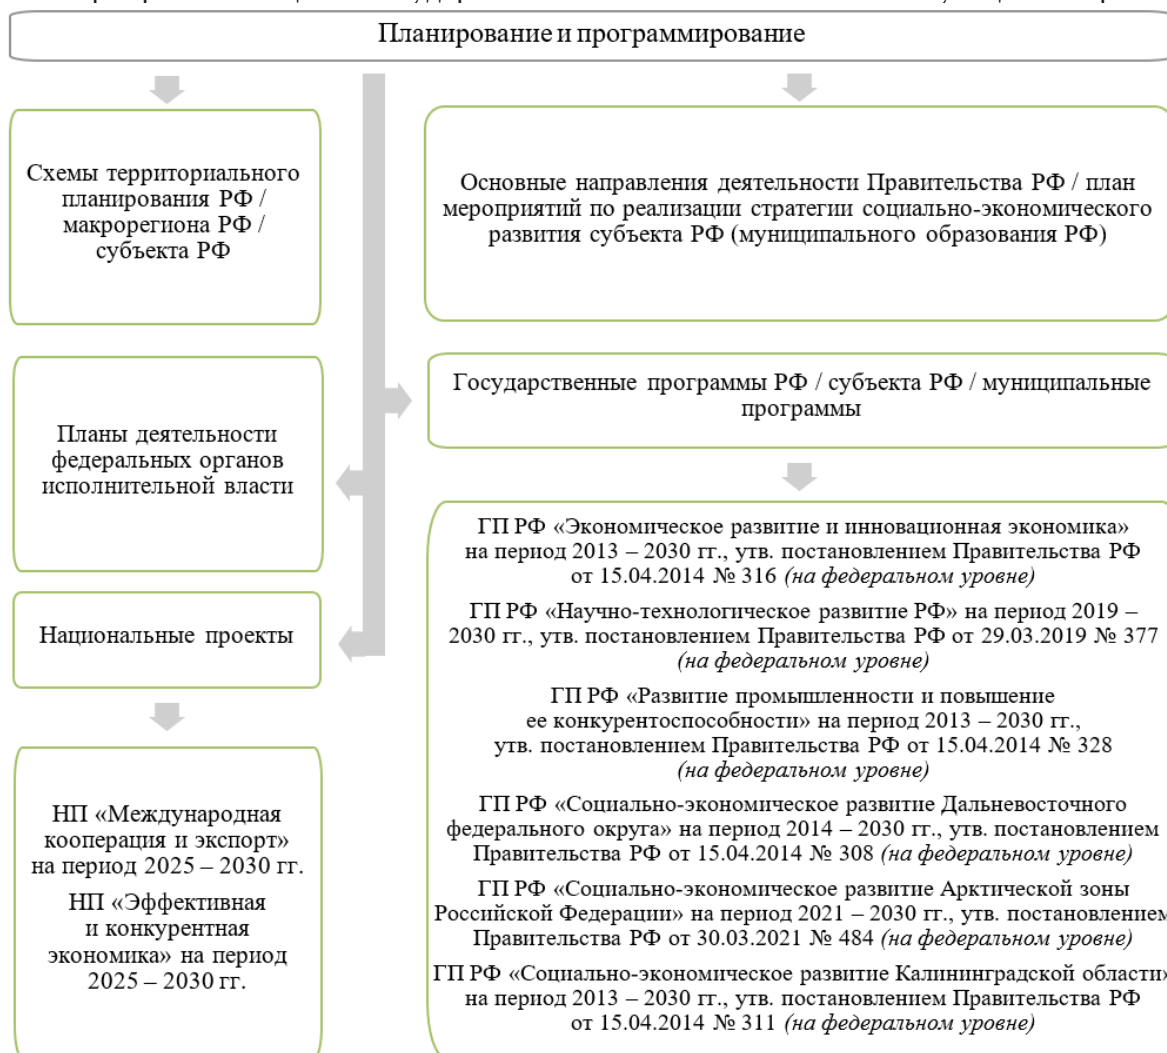 Планирование и программирование
Схемы территориального
планирования РФ /
макрорегиона РФ /
субъекта РФ
Основные направления деятельности Правительства РФ / план
мероприятий по реализации стратегии социально-экономического
развития субъекта РФ (муниципального образования РФ)
Планы деятельности
федеральных органов
исполнительной власти
Государственные программы РФ / субъекта РФ / муниципальные
программы
Национальные проекты
НП «Международная
кооперация и экспорт»
на период 2025 – 2030 гг.
НП «Эффективная
и конкурентная
экономика» на период
2025 – 2030 гг.
ГП РФ «Экономическое развитие и инновационная экономика»
на период 2013 – 2030 гг., утв. постановлением Правительства РФ
от 15.04.2014 № 316 (на федеральном уровне)
ГП РФ «Научно-технологическое развитие РФ» на период 2019 –
2030 гг., утв. постановлением Правительства РФ от 29.03.2019 № 377
(на федеральном уровне)
ГП РФ «Развитие промышленности и повышение
ее конкурентоспособности» на период 2013 – 2030 гг.,
утв. постановлением Правительства РФ от 15.04.2014 № 328
(на федеральном уровне)
ГП РФ «Социально-экономическое развитие Дальневосточного
федерального округа» на период 2014 – 2030 гг., утв. постановлением
Правительства РФ от 15.04.2014 № 308 (на федеральном уровне)
ГП РФ «Социально-экономическое развитие Арктической зоны
Российской Федерации» на период 2021 – 2030 гг., утв. постановлением
Правительства РФ от 30.03.2021 № 484 (на федеральном уровне)
ГП РФ «Социально-экономическое развитие Калининградской области»
на период 2013 – 2030 гг., утв. постановлением Правительства РФ
от 15.04.2014 № 311 (на федеральном уровне)